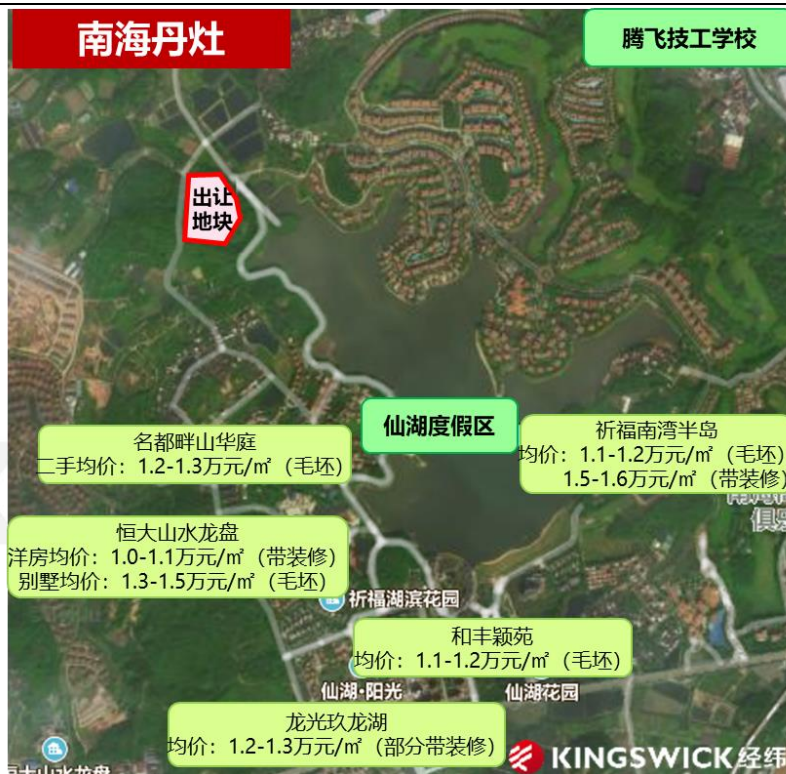 南海丹灶
腾飞技工学校
出让
地块
仙湖度假区
名都畔山华庭
二手均价：1.2-1.3万元/㎡（毛坯）
祈福南湾半岛
均价：1.1-1.2万元/㎡（毛坯）
1.5-1.6万元/㎡（带装修）
恒大山水龙盘
洋房均价：1.0-1.1万元/㎡（带装修）
别墅均价：1.3-1.5万元/㎡（毛坯）
祈福湖滨花园
和丰颖苑
均价：1.1-1.2万元/㎡（毛坯）
仙湖·阳光
仙湖花园
龙光玖龙湖
均价：1.2-1.3万元/㎡（部分带装修）
恒大山水龙盘
KINGSWICK经纬